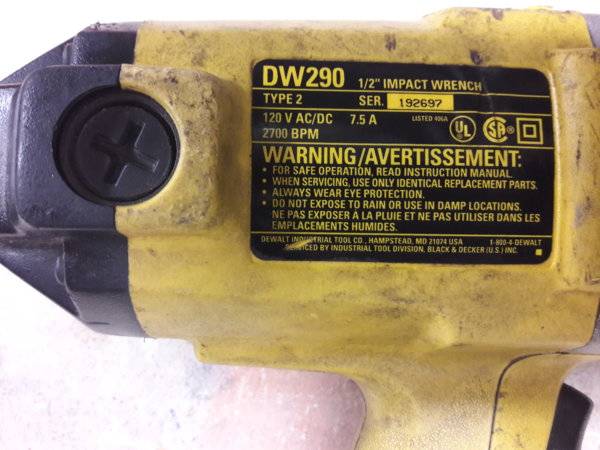 DW290 1/2" IMPACT WRENCH
TYPE 2 SER. 192697
120 V AC/DC 7.5 A LISTED 406A UL SA
2700 BPM
WARNING/AVERTISSEMENT:
• FOR SAFE OPERATION, READ INSTRUCTION MANUAL.
• WHEN SERVICING, USE ONLY IDENTICAL REPLACEMENT PARTS.
• ALWAYS WEAR EYE PROTECTION.
• DO NOT EXPOSE TO RAIN OR USE IN DAMP LOCATIONS.
NE PAS EXPOSER À LA PLUIE ET NE PAS UTILISER DANS LES
EMPLACEMENTS HUMIDES.
DEWALT INDUSTRIAL TOOL CO., HAMPSTEAD, MD 21074 USA 1-800-4-DEWALT
SERVICED BY INDUSTRIAL TOOL DIVISION, BLACK & DECKER (U.S.) INC.